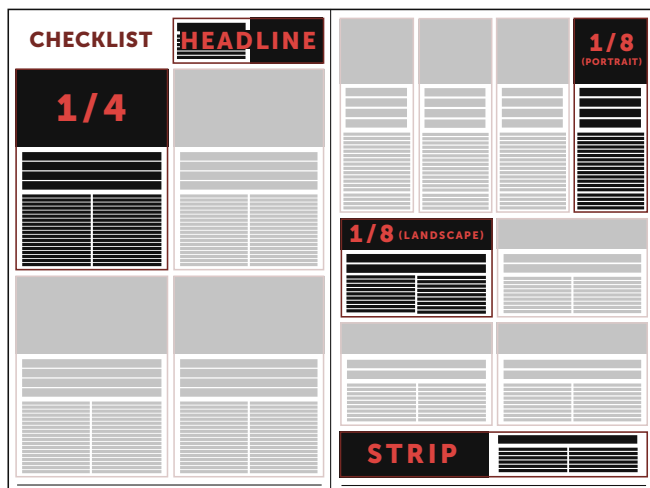 CHECKLIST
HEADLINE
1/4
1/8
(PORTRAIT)
1/8 (LANDSCAPE)
STRIP